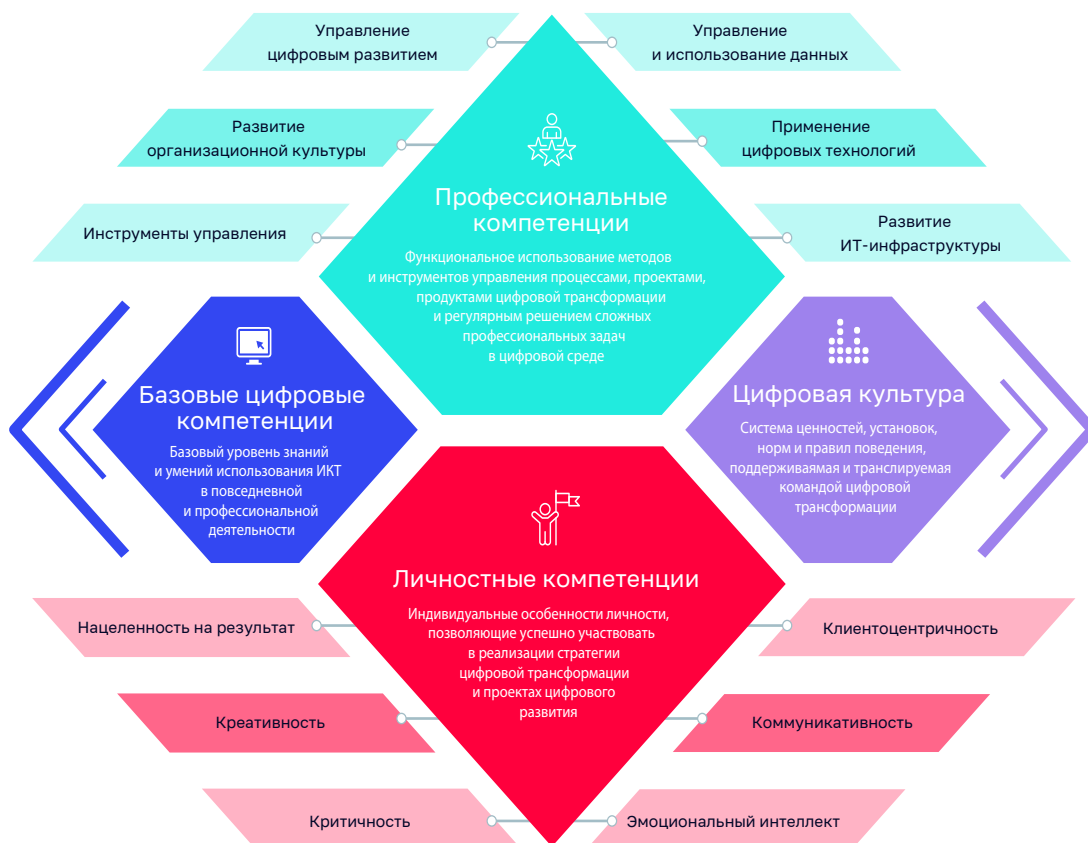 Управление
цифровым развитием
Управление
и использование данных
Развитие
организационной культуры
Применение
цифровых технологий
Инструменты управления
Развитие
ИТ-инфраструктуры
Профессиональные
компетенции
Функциональное использование методов
и инструментов управления процессами, проектами,
продуктами цифровой трансформации
и регулярным решением сложных
профессиональных задач
в цифровой среде
Базовые цифровые
компетенции
Базовый уровень знаний
и умений использования ИКТ
в повседневной
и профессиональной
деятельности
Цифровая культура
Система ценностей, установок,
норм и правил поведения,
поддерживаямая и транслируемая
командой цифровой
трансформации
Личностные компетенции
Индивидуальные особенности личности,
позволяющие успешно участвовать
в реализации стратегии
цифровой трансформации
и проектах цифрового
развития
Нацеленность на результат
Клиентоцентричность
Креативность
Коммуникативность
Критичность
Эмоциональный интеллект